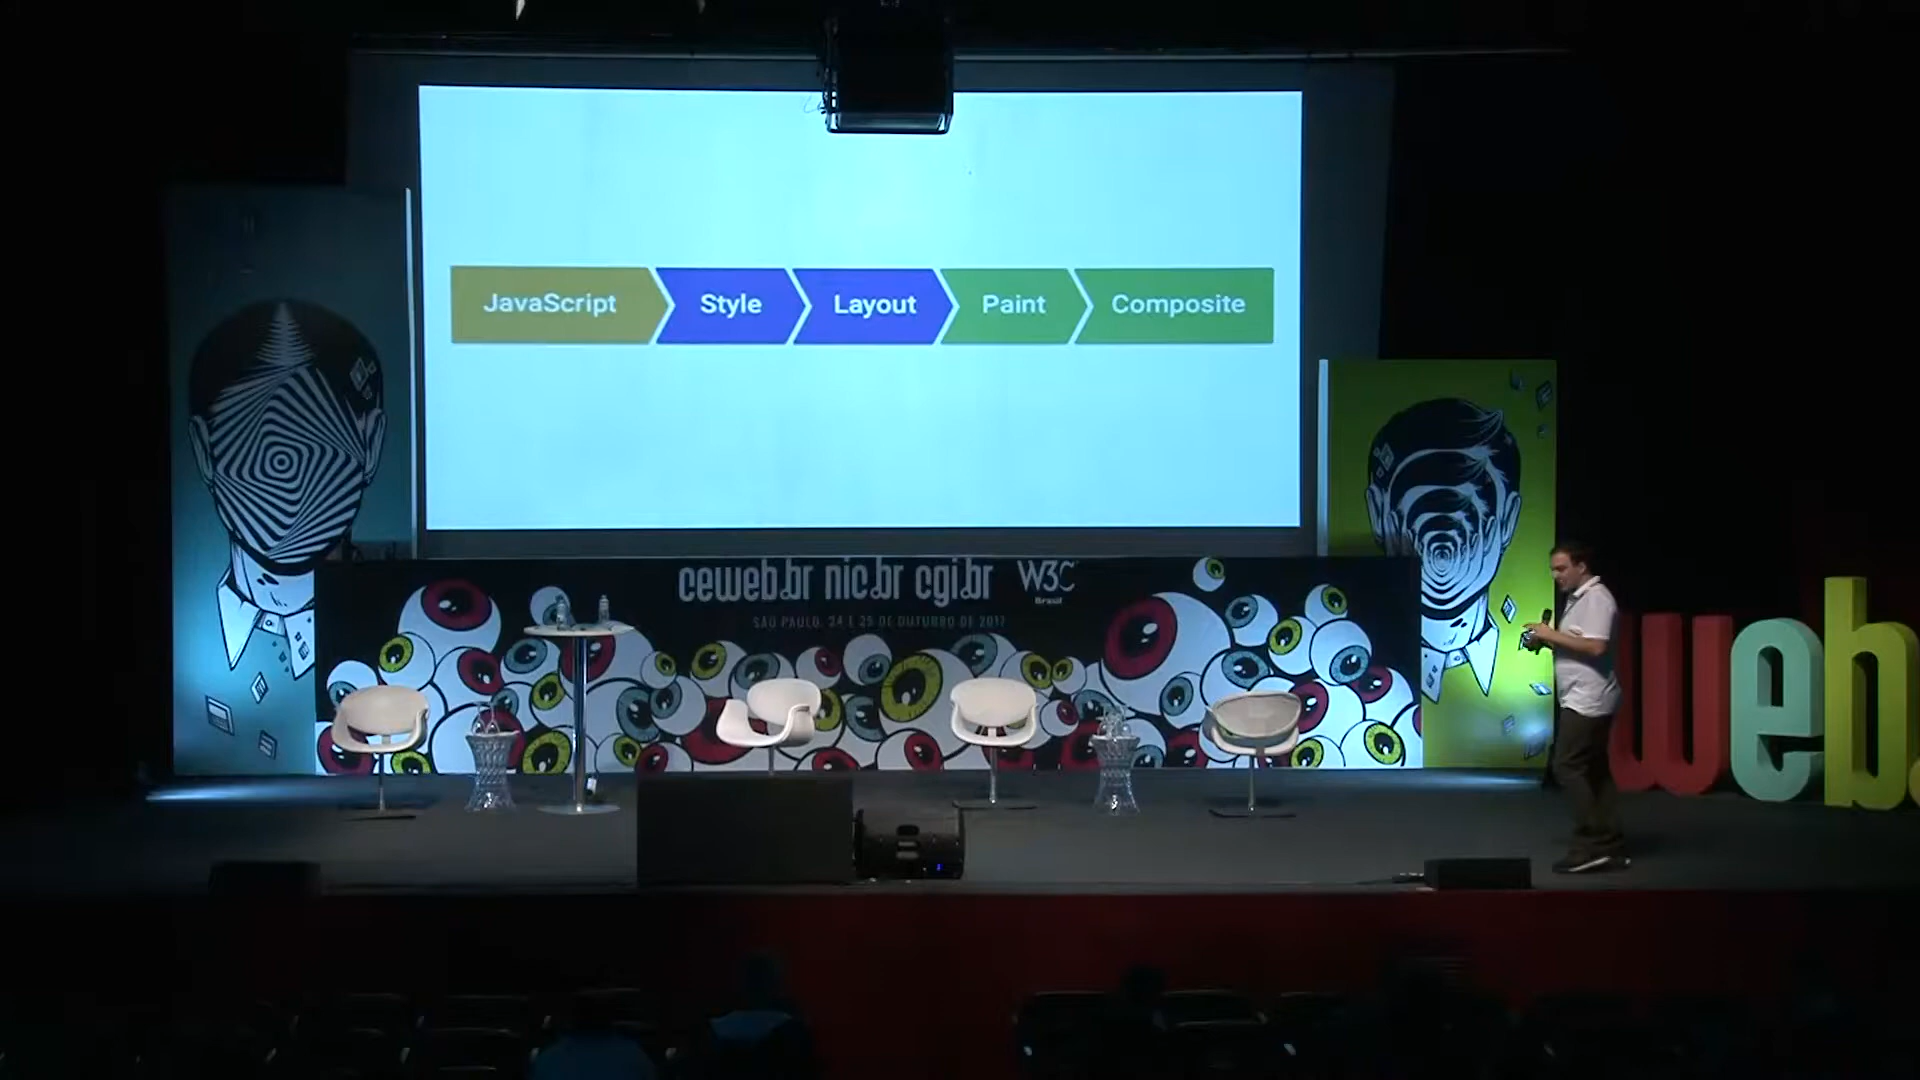 JavaScript Style Layout Paint Composite
ceweb.br nic.br cgi.br W3C
Brasil
SÃO PAULO, 24 E 25 DE OUTUBRO DE 2017
web.